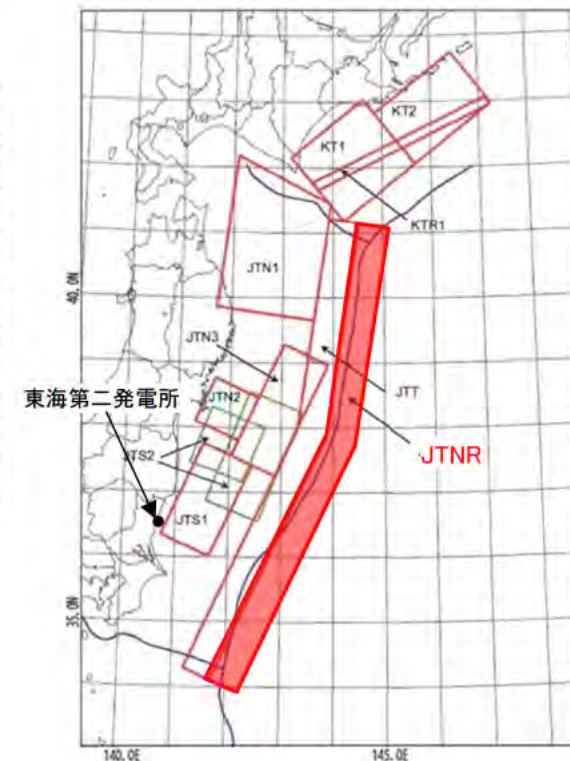 KT2
KT1
KTR1
JTN1
40.0N
JTN3
JTT
東海第二発電所
JTN2
JTNR
JTS2
JTS1
35.0N
140.0E
145.0E